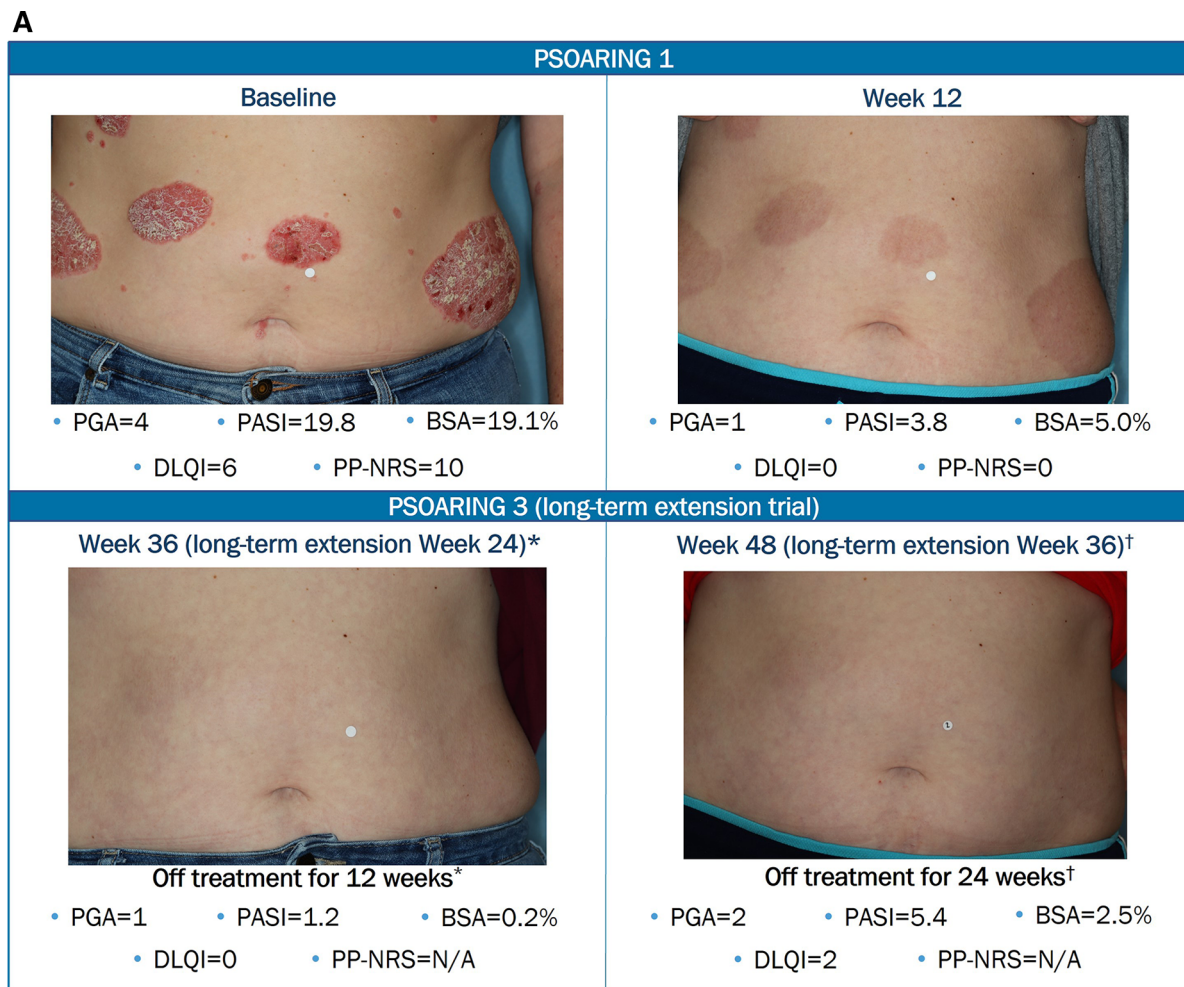 A
PSOARING 1
Baseline
Week 12
• PGA=4 • PASI=19.8 • BSA=19.1%
• DLQI=6 • PP-NRS=10
• PGA=1 • PASI=3.8 • BSA=5.0%
• DLQI=0 • PP-NRS=0
PSOARING 3 (long-term extension trial)
Week 36 (long-term extension Week 24)*
Week 48 (long-term extension Week 36)†
Off treatment for 12 weeks*
• PGA=1 • PASI=1.2 • BSA=0.2%
• DLQI=0 • PP-NRS=N/A
Off treatment for 24 weeks†
• PGA=2 • PASI=5.4 • BSA=2.5%
• DLQI=2 • PP-NRS=N/A